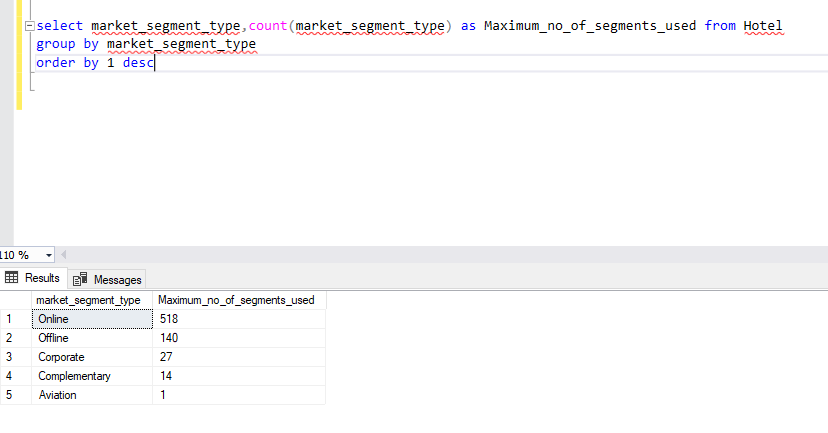 select market_segment_type,count(market_segment_type) as Maximum_no_of_segments_used from Hotel
group by market_segment_type
order by 1 desc
110 %
Results Messages
market_segment_type Maximum_no_of_segments_used
1 Online 518
2 Offline 140
3 Corporate 27
4 Complementary 14
5 Aviation 1